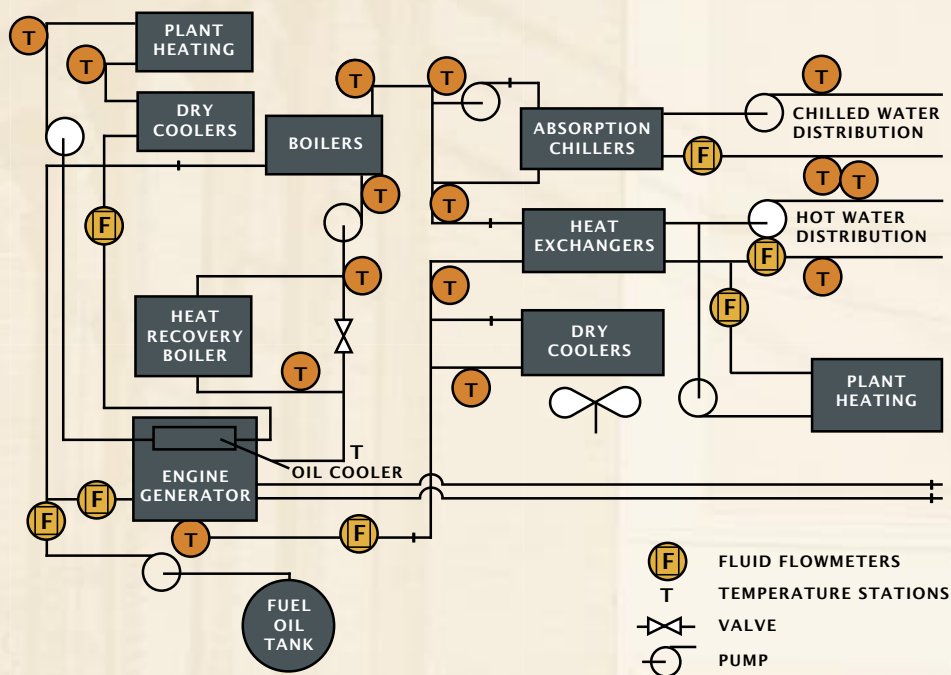 T
PLANT
HEATING
T
DRY
COOLERS
F
BOILERS
T
T
T
T
ABSORPTION
CHILLERS
T
CHILLED WATER
DISTRIBUTION
F
T
T
HOT WATER
DISTRIBUTION
F
T
HEAT
EXCHANGERS
F
T
HEAT
RECOVERY
BOILER
T
T
DRY
COOLERS
T
PLANT
HEATING
T
OIL COOLER
ENGINE
GENERATOR
F
F
T
F
FUEL
OIL
TANK
F
FLUID FLOWMETERS
T
TEMPERATURE STATIONS
VALVE
PUMP